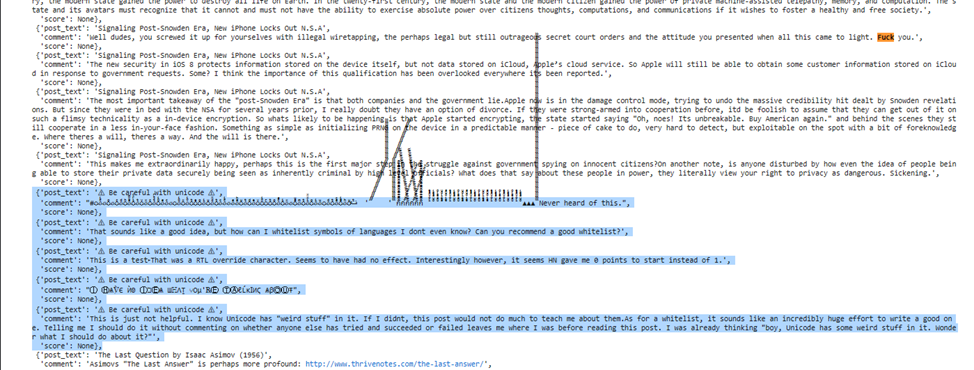 ry, the modern state gained the power to destroy all life on Earth. In the twenty-first century, the modern state and the modern citizen gained the power of private machine-assisted telepathy, memory, and computation. The s
tate and its avatars must recognize that it cannot and must not have the ability to exercise absolute power over citizens thoughts, computations, and communications if it wishes to foster a healthy and free society.',
'score': None},
{'post_text': 'Signaling Post-Snowden Era, New iPhone Locks Out N.S.A',
'comment': 'Well dudes, you screwed it up for yourselves with illegal wiretapping, the perhaps legal but still outrageous secret court orders and the attitude you presented when all this came to light. Fuck you.',
'score': None},
{'post_text': 'Signaling Post-Snowden Era, New iPhone Locks Out N.S.A',
'comment': 'The new security in iOS 8 protects information stored on the device itself, but not data stored on iCloud, Apple's cloud service. So Apple will still be able to obtain some customer information stored on iClou
d in response to government requests. Some? I think the importance of this qualification has been overlooked everywhere its been reported.',
'score': None},
{'post_text': 'Signaling Post-Snowden Era, New iPhone Locks Out N.S.A',
'comment': 'The most important takeaway of the "post-Snowden Era" is that both companies and the government lie.Apple now is in the damage control mode, trying to undo the massive credibility hit dealt by Snowden revelati
ons. But since they were in bed with the NSA for several years prior, I really doubt they have an option of divorce. If they were strong-armed into cooperation before, itd be foolish to assume that they can get out of it on
such a flimsy technicality as a in-device encryption. So whats likely to be happening is that Apple started encrypting, the state started saying "Oh, noes! Its unbreakable. Buy American again." and behind the scenes they st
ill cooperate in a less in-your-face fashion. Something as simple as initializing PRN the device in a predictable manner - piece of cake to do, very hard to detect, but exploitable on the spot with a bit of foreknowledg
e. Where Ares a will, theres a way. And the will is there.',
'score': None},
{'post_text': 'Signaling Post-Snowden Era, New iPhone Locks Out N.S.A',
'comment': 'This makes me extraordinarily happy, perhaps this is the first major step in the struggle against government spying on innocent citizens?On another note, is anyone disturbed by how even the idea of people bein
g able to store their private data securely being seen as inherently criminal by high level officials? What does that say about these people in power, they literally view your right to privacy as dangerous. Sickening.',
'score': None},
{'post_text': '⚠ Be careful with unicode ⚠',
'comment': Never heard of this.",
'score': None},
{'post_text': '⚠ Be careful with unicode ⚠',
'comment': 'That sounds like a good idea, but how can I whitelist symbols of languages I dont even know? Can you recommend a good whitelist?',
'score': None},
{'post_text': '⚠ Be careful with unicode ⚠',
'comment': 'This is a test‮That was a RTL override character. Seems to have had no effect. Interestingly however, it seems HN gave me 0 points to start instead of 1.',
'score': None},
{'post_text': '⚠ Be careful with unicode ⚠',
'comment':
'score': None},
{'post_text': '⚠ Be careful with unicode ⚠',
'comment': 'This is just not helpful. I know Unicode has "weird stuff" in it. If I didnt, this post would not do much to teach me about them.As for a whitelist, it sounds like an incredibly huge effort to write a good on
e. Telling me I should do it without commenting on whether anyone else has tried and succeeded or failed leaves me where I was before reading this post. I was already thinking "boy, Unicode has some weird stuff in it. Wonde
r what I should do about it?"',
'score': None},
{'post_text': 'The Last Question by Isaac Asimov (1956)',
'comment': 'Asimovs "The Last Answer" is perhaps more profound: http://www.thrivenotes.com/the-last-answer/',